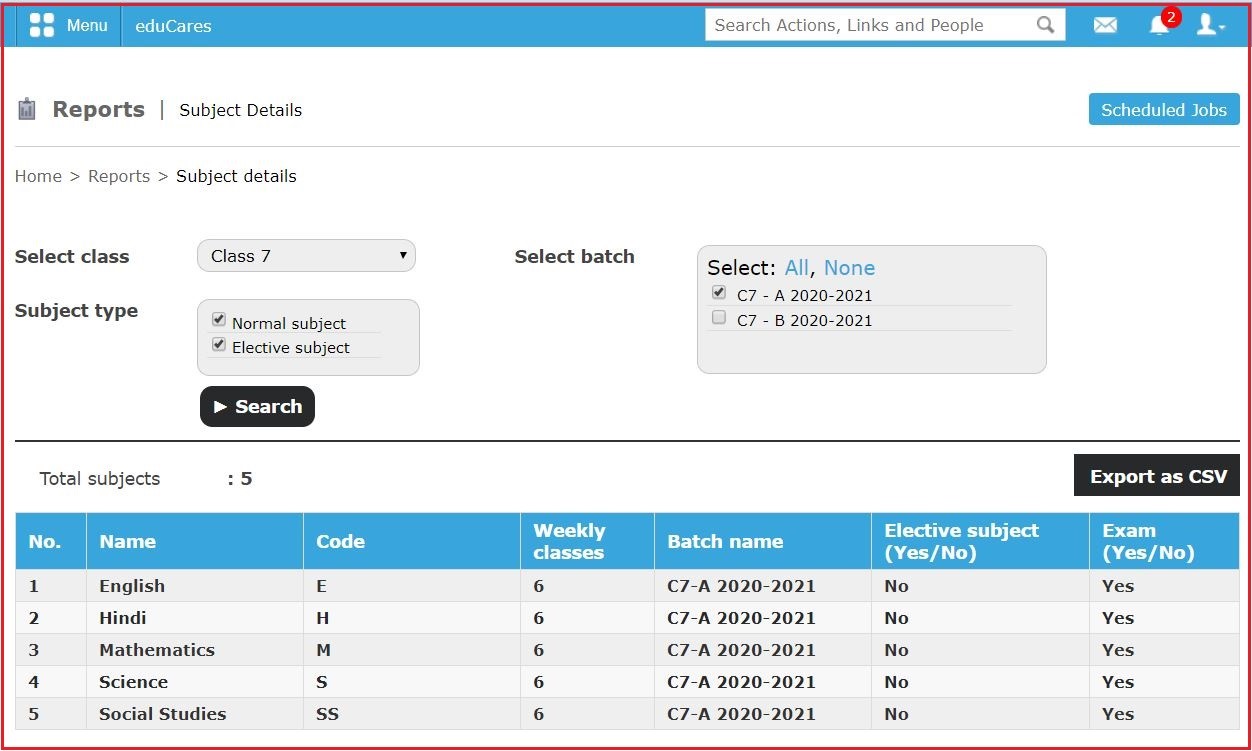 Menu eduCares Search Actions, Links and People 2
Reports | Subject Details Scheduled Jobs
Home > Reports > Subject details
Select class Class 7 Select batch
Select: All, None
C7 - A 2020-2021
C7 - B 2020-2021
Subject type
Normal subject
Elective subject
Search
Total subjects : 5 Export as CSV
No. Name Code Weekly classes Batch name Elective subject (Yes/No) Exam (Yes/No)
1 English E 6 C7-A 2020-2021 No Yes
2 Hindi H 6 C7-A 2020-2021 No Yes
3 Mathematics M 6 C7-A 2020-2021 No Yes
4 Science S 6 C7-A 2020-2021 No Yes
5 Social Studies SS 6 C7-A 2020-2021 No Yes